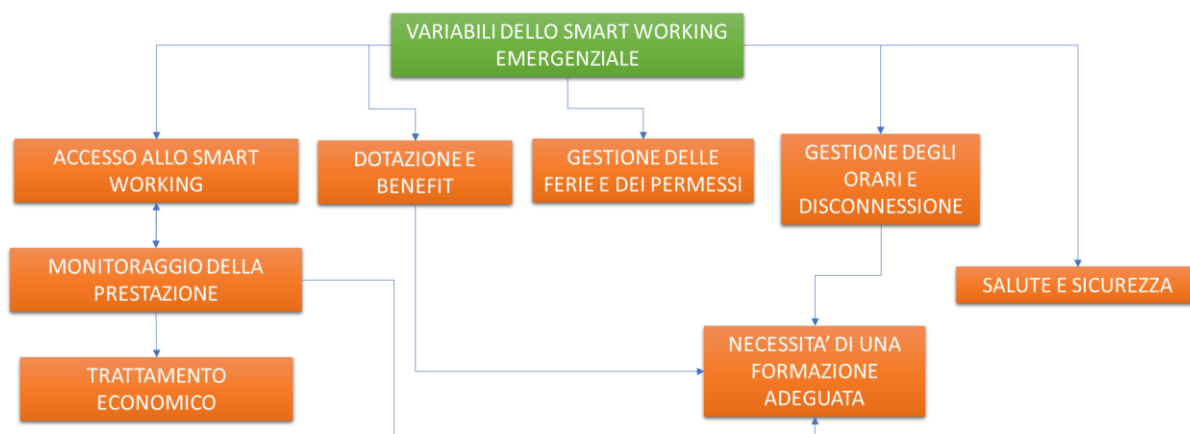 VARIABILI DELLO SMART WORKING
EMERGENZIALE
ACCESSO ALLO SMART
WORKING
DOTAZIONE E
BENEFIT
GESTIONE DELLE
FERIE E DEI PERMESSI
GESTIONE DEGLI
ORARI E
DISCONNESSIONE
MONITORAGGIO DELLA
PRESTAZIONE
SALUTE E SICUREZZA
NECESSITA’ DI UNA
FORMAZIONE
ADEGUATA
TRATTAMENTO
ECONOMICO